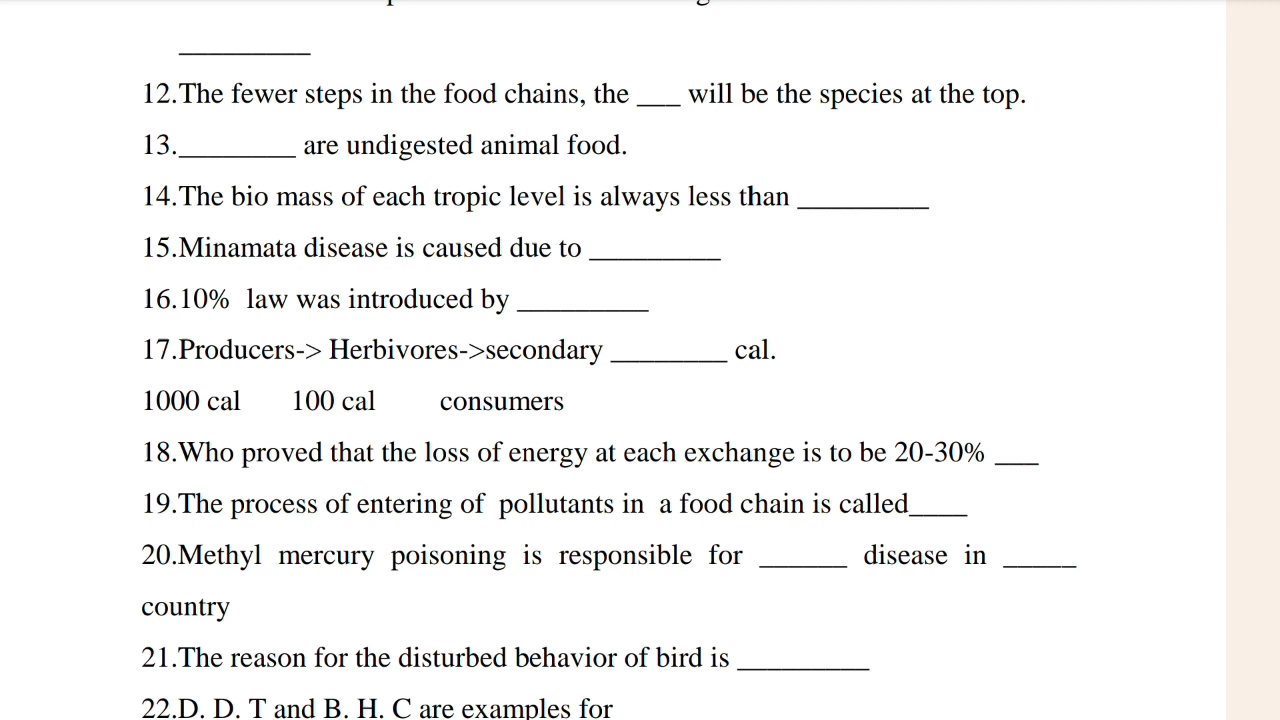 _________
12.The fewer steps in the food chains, the ___ will be the species at the top.
13.________ are undigested animal food.
14.The bio mass of each tropic level is always less than _________
15.Minamata disease is caused due to _________
16.10%  law was introduced by _________
17.Producers-> Herbivores->secondary ________ cal.
1000 cal 100 cal consumers
18.Who proved that the loss of energy at each exchange is to be 20-30% ___
19.The process of entering of  pollutants in  a food chain is called____
20.Methyl mercury poisoning is responsible for ______ disease in _____
country
21.The reason for the disturbed behavior of bird is _________
22.D. D. T and B. H. C are examples for